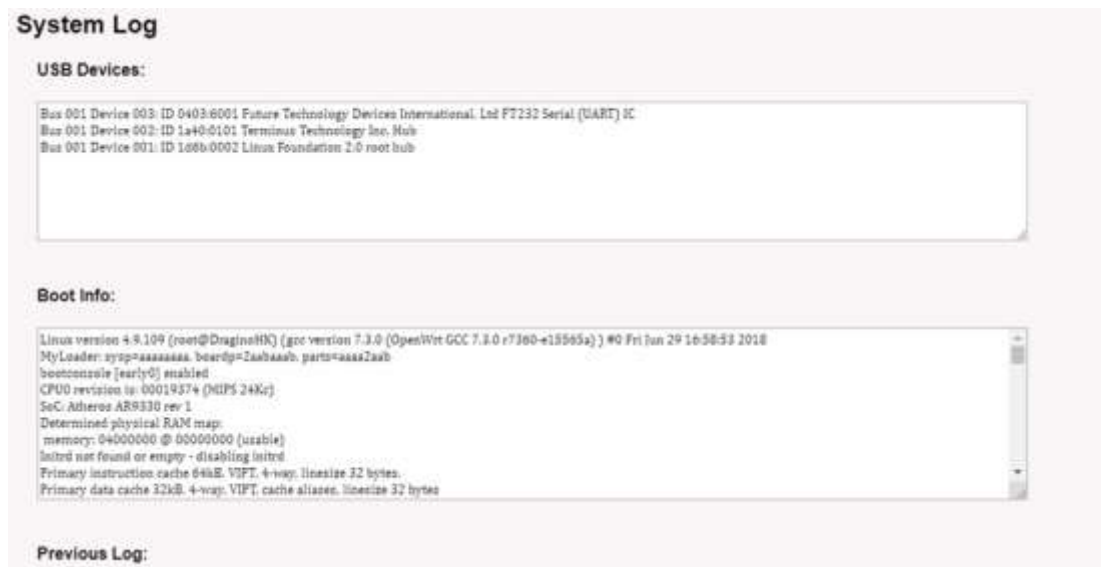 System Log
USB Devices:
Bus 001 Device 003: ID 0403:6001 Future Technology Devices International, Ltd FT232 Serial (UART) IC
Bus 001 Device 002: ID 1a40:0101 Terminus Technology Inc. Hub
Bus 001 Device 001: ID 1d6b:0002 Linux Foundation 2.0 root hub
Boot Info:
Linux version 4.9.109 (root@DraginoHK) (gcc version 7.3.0 (OpenWrt GCC 7.3.0 r7360-e15565a) ) #0 Fri Jun 29 16:58:53 2018
MyLoader: sysp=aaaaaaaa, boardp=2aabaaab, parts=aaaa2aab
bootconsole [early0] enabled
CPU0 revision is: 00019374 (MIPS 24Kc)
SoC: Atheros AR9330 rev 1
Determined physical RAM map:
memory: 04000000 @ 00000000 (usable)
Initrd not found or empty - disabling initrd
Primary instruction cache 64kB, VIPT, 4-way, linesize 32 bytes.
Primary data cache 32kB, 4-way, VIPT, cache aliases, linesize 32 bytes
Previous Log: